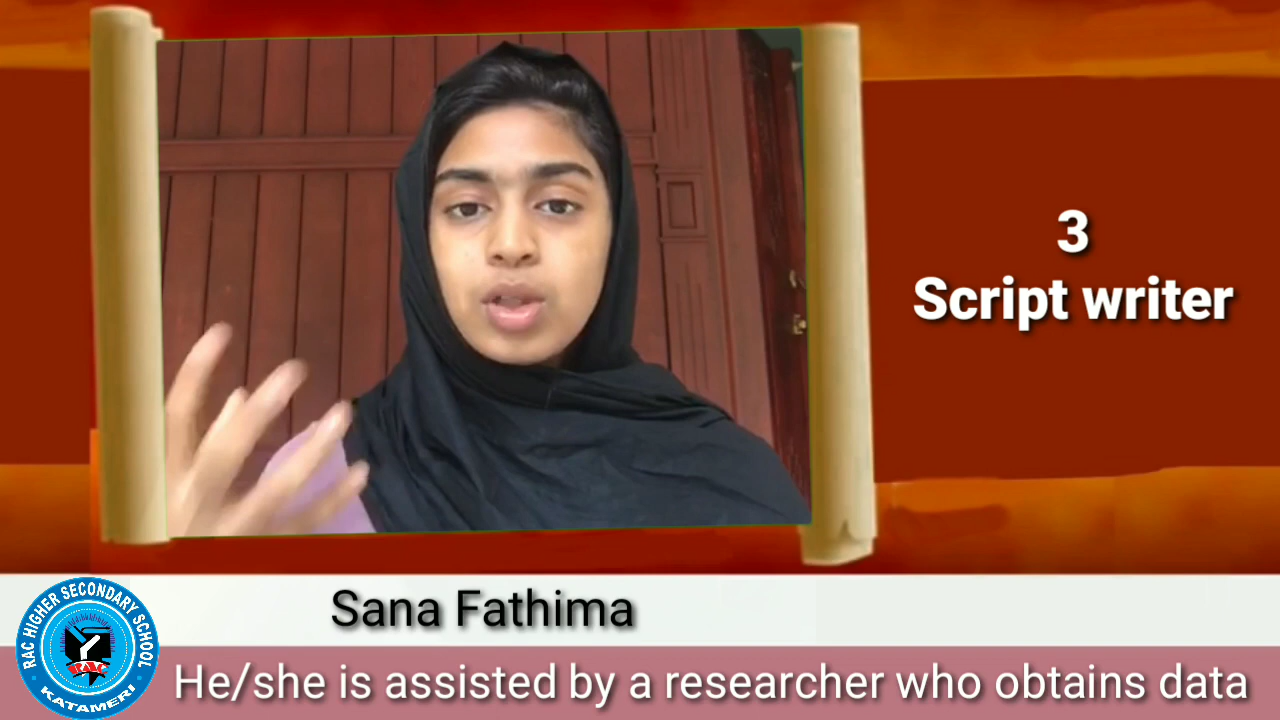 3
Script writer
Sana Fathima
RAC HIGHER SECONDARY SCHOOL
KATAMERI
RAC
He/she is assisted by a researcher who obtains data